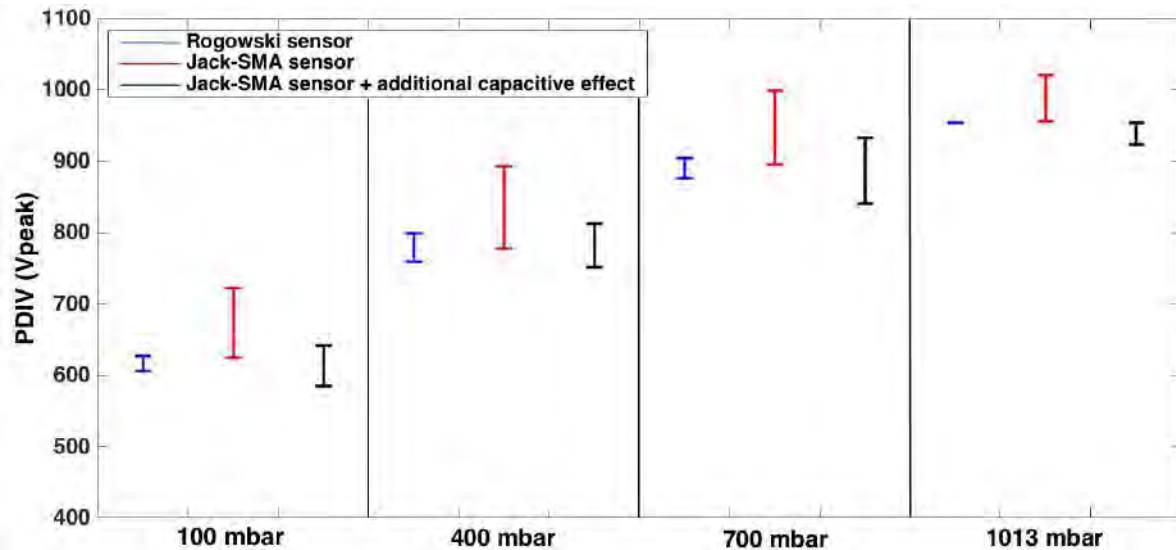 1100
Rogowski sensor
Jack-SMA sensor
Jack-SMA sensor + additional capacitive effect
1000
900
800
700
600
500
400
PDIV (Vpeak)
100 mbar
400 mbar
700 mbar
1013 mbar